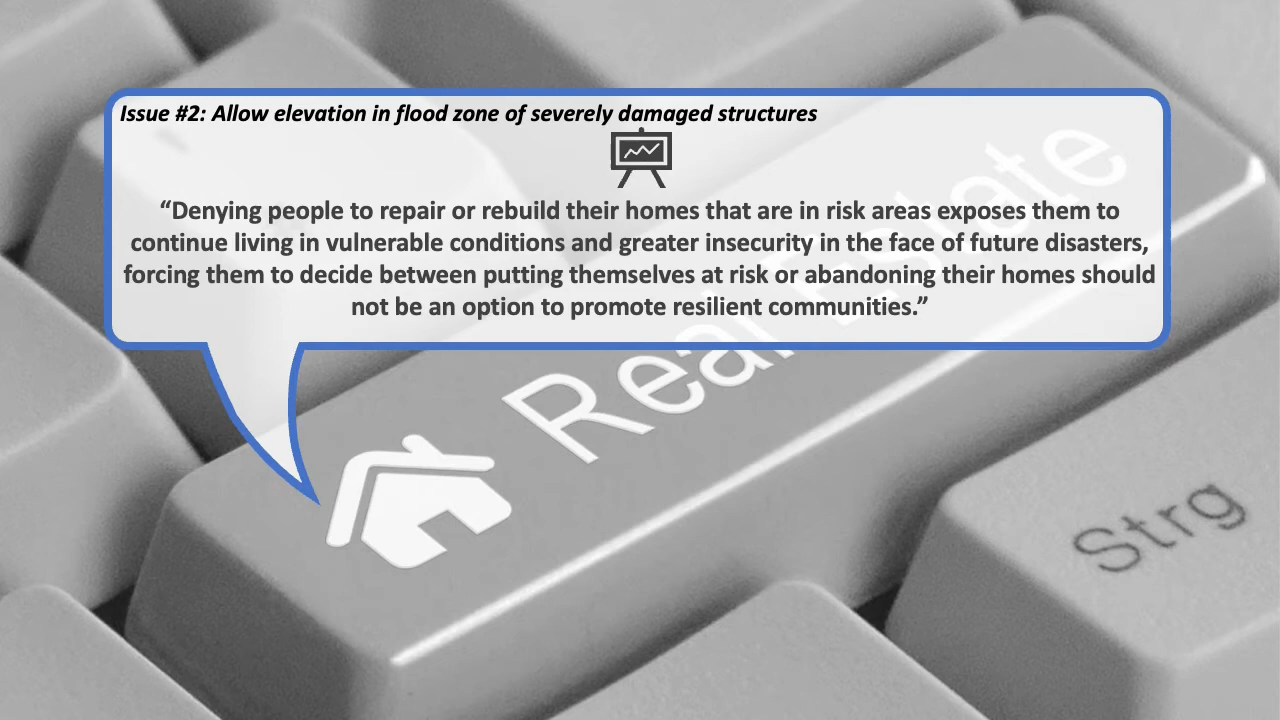 Issue #2: Allow elevation in flood zone of severely damaged structures
“Denying people to repair or rebuild their homes that are in risk areas exposes them to
continue living in vulnerable conditions and greater insecurity in the face of future disasters,
forcing them to decide between putting themselves at risk or abandoning their homes should
not be an option to promote resilient communities.”
Real Estate
Strg